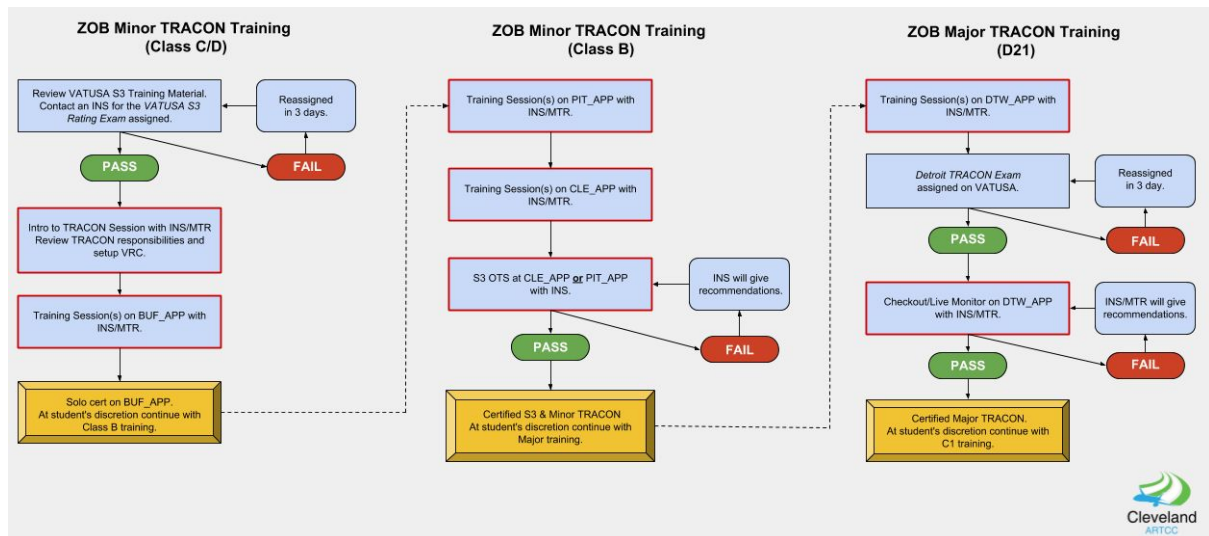 ZOB Minor TRACON Training
(Class C/D)
Review VATUSA S3 Training Material.
Contact an INS for the VATUSA S3
Rating Exam assigned.
Reassigned
in 3 days.
PASS
FAIL
Intro to TRACON Session with INS/MTR
Review TRACON responsibilities and
setup VRC.
Training Session(s) on BUF_APP with
INS/MTR.
Solo cert on BUF_APP.
At student's discretion continue with
Class B training.
ZOB Minor TRACON Training
(Class B)
Training Session(s) on PIT_APP with
INS/MTR.
Training Session(s) on CLE_APP with
INS/MTR.
S3 OTS at CLE_APP or PIT_APP
with INS.
INS will give
recommendations.
PASS
FAIL
Certified S3 & Minor TRACON
At student's discretion continue with
Major training.
ZOB Major TRACON Training
(D21)
Training Session(s) on DTW_APP with
INS/MTR.
Detroit TRACON Exam
assigned on VATUSA.
Reassigned
in 3 day.
PASS
FAIL
Checkout/Live Monitor on DTW_APP
with INS/MTR.
INS/MTR will give
recommendations.
PASS
FAIL
Certified Major TRACON.
At student's discretion continue with
C1 training.
Cleveland
ARTCC